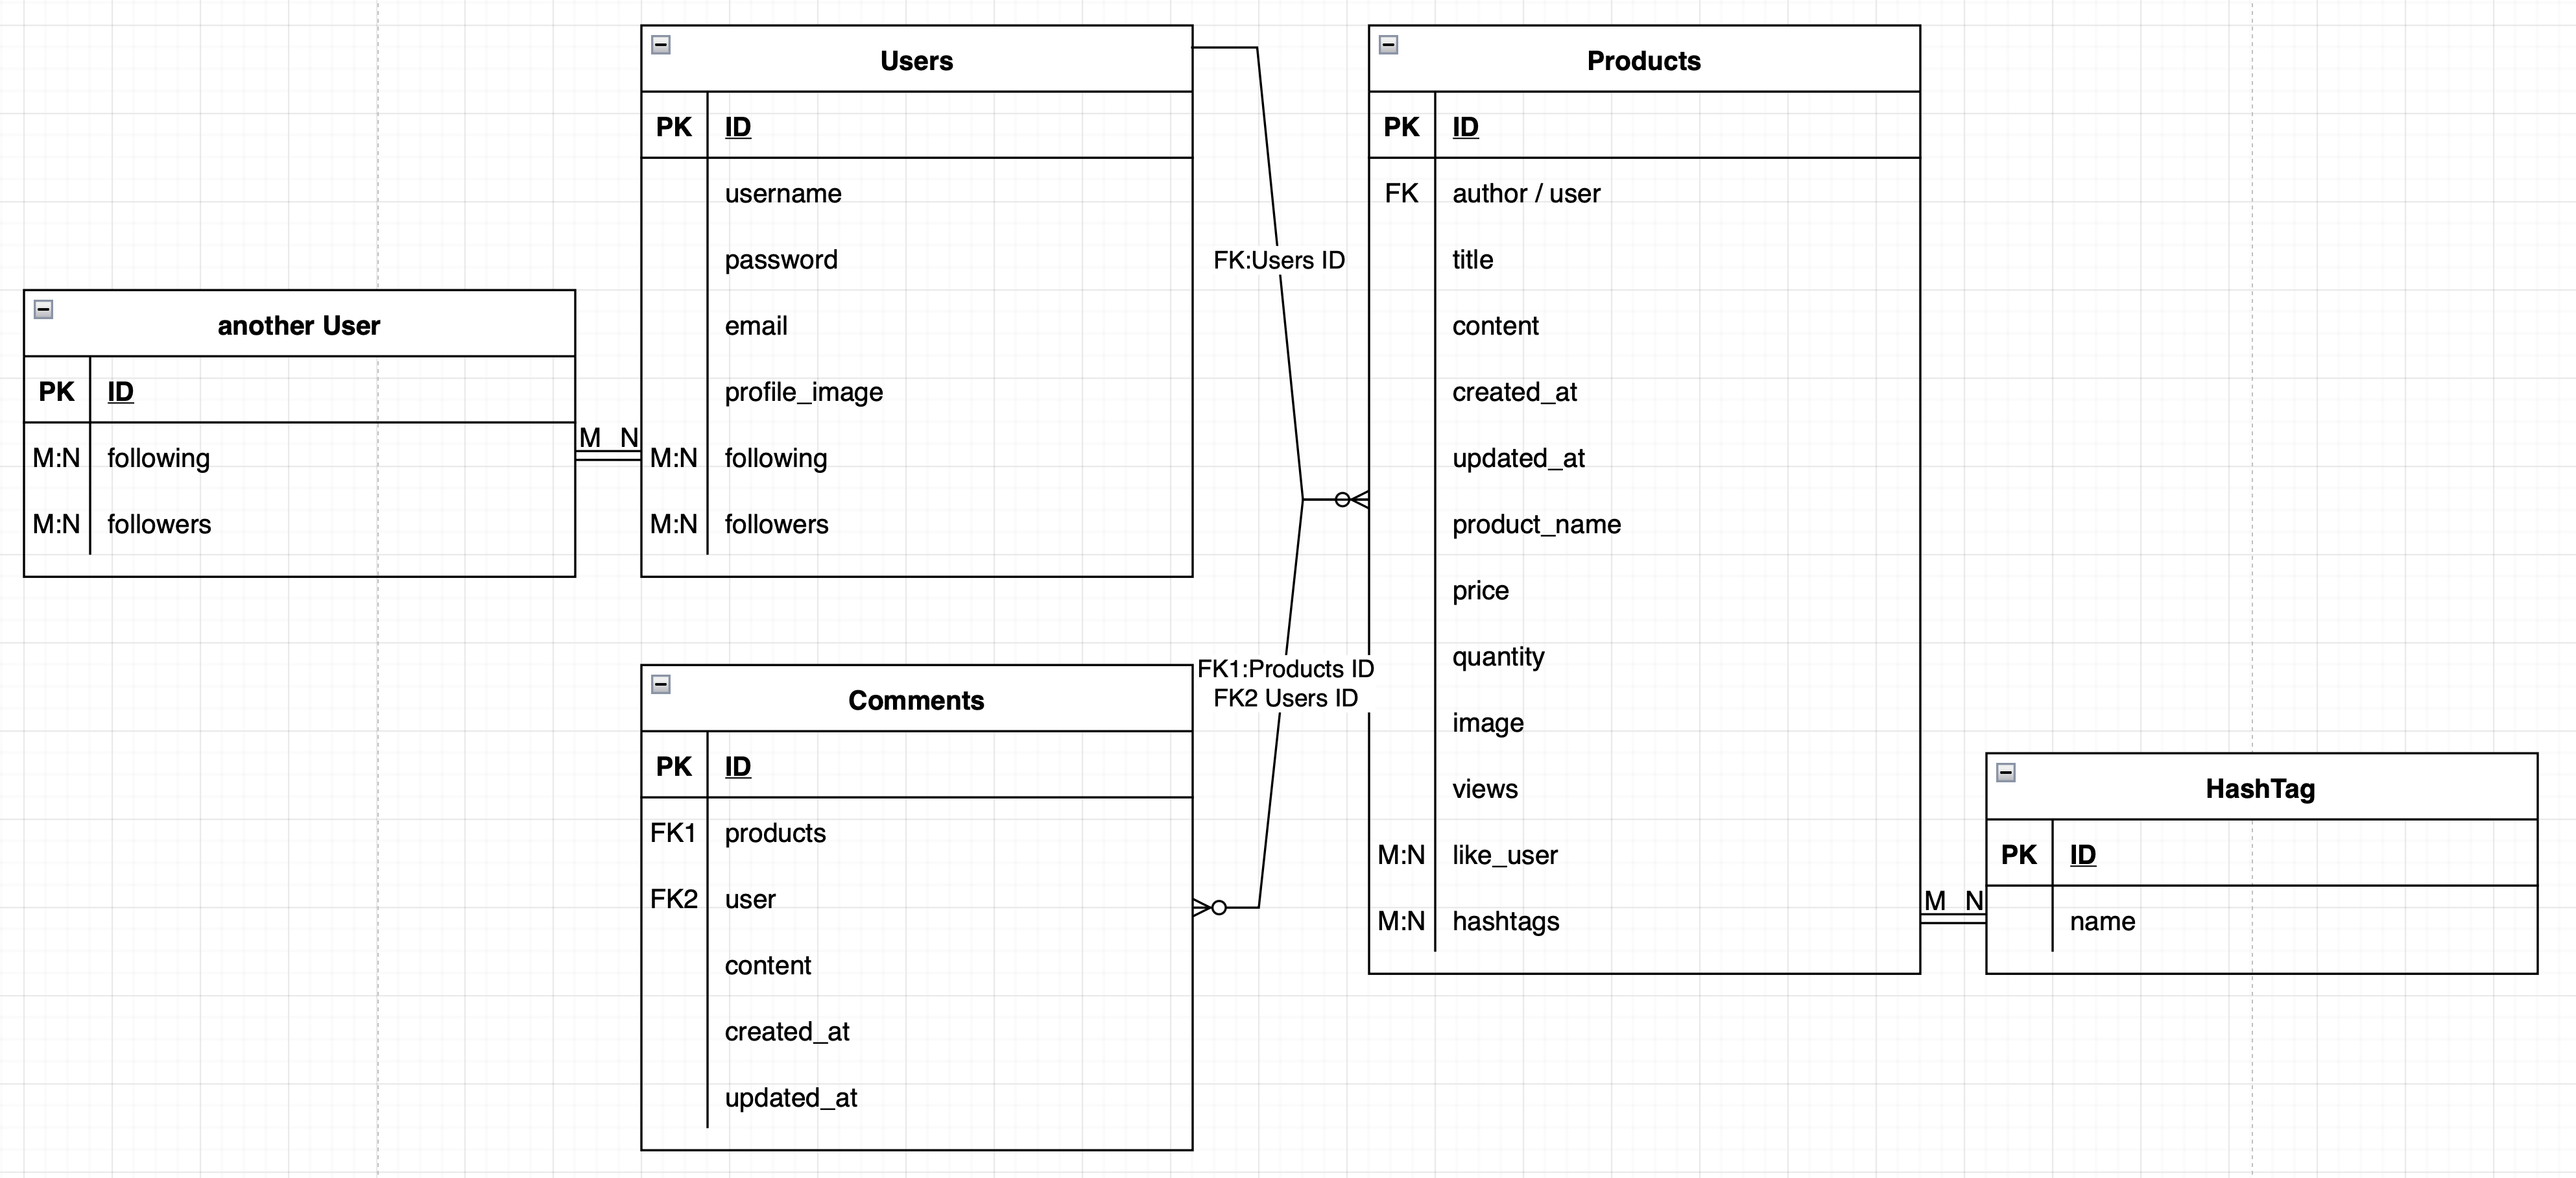 another User
PK ID
M:N following
M:N followers
M N
Users
PK ID
username
password
email
profile_image
M:N following
M:N followers
FK:Users ID
Comments
PK ID
FK1 products
FK2 user
content
created_at
updated_at
FK1:Products ID
FK2 Users ID
Products
PK ID
FK author / user
title
content
created_at
updated_at
product_name
price
quantity
image
views
M:N like_user
M:N hashtags
M N
HashTag
PK ID
name